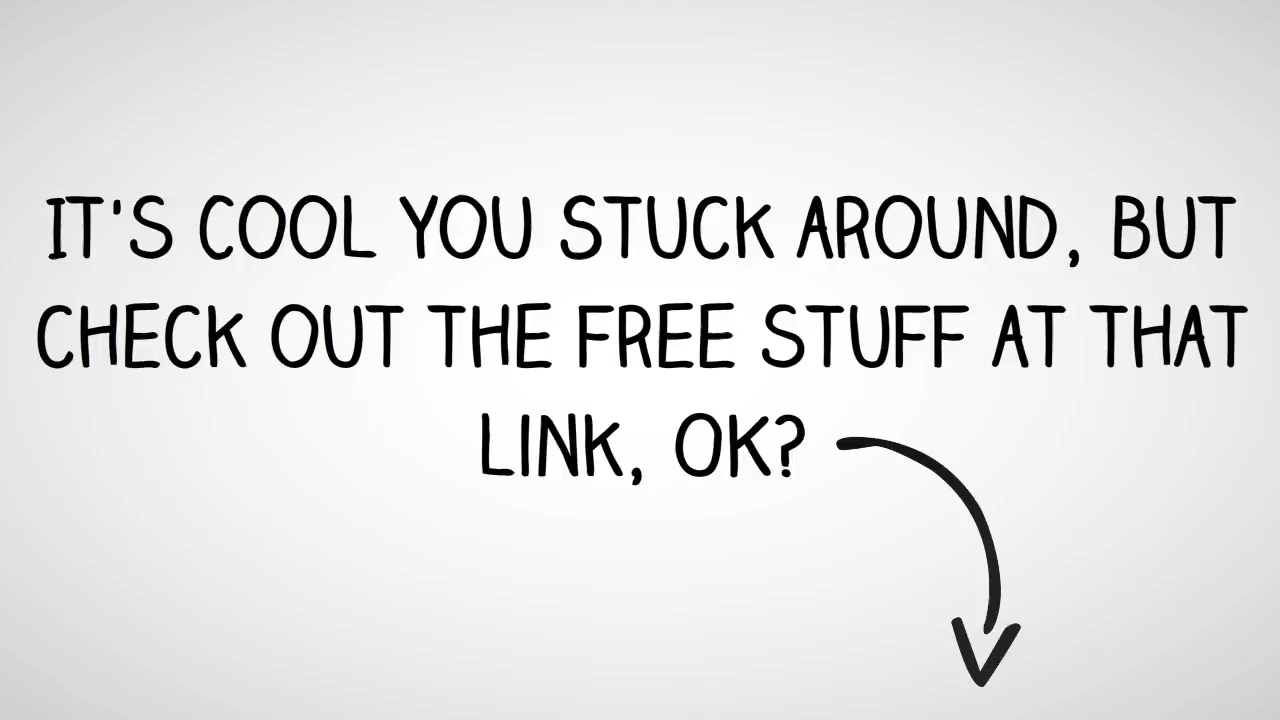 IT'S COOL YOU STUCK AROUND, BUT
CHECK OUT THE FREE STUFF AT THAT
LINK, OK?